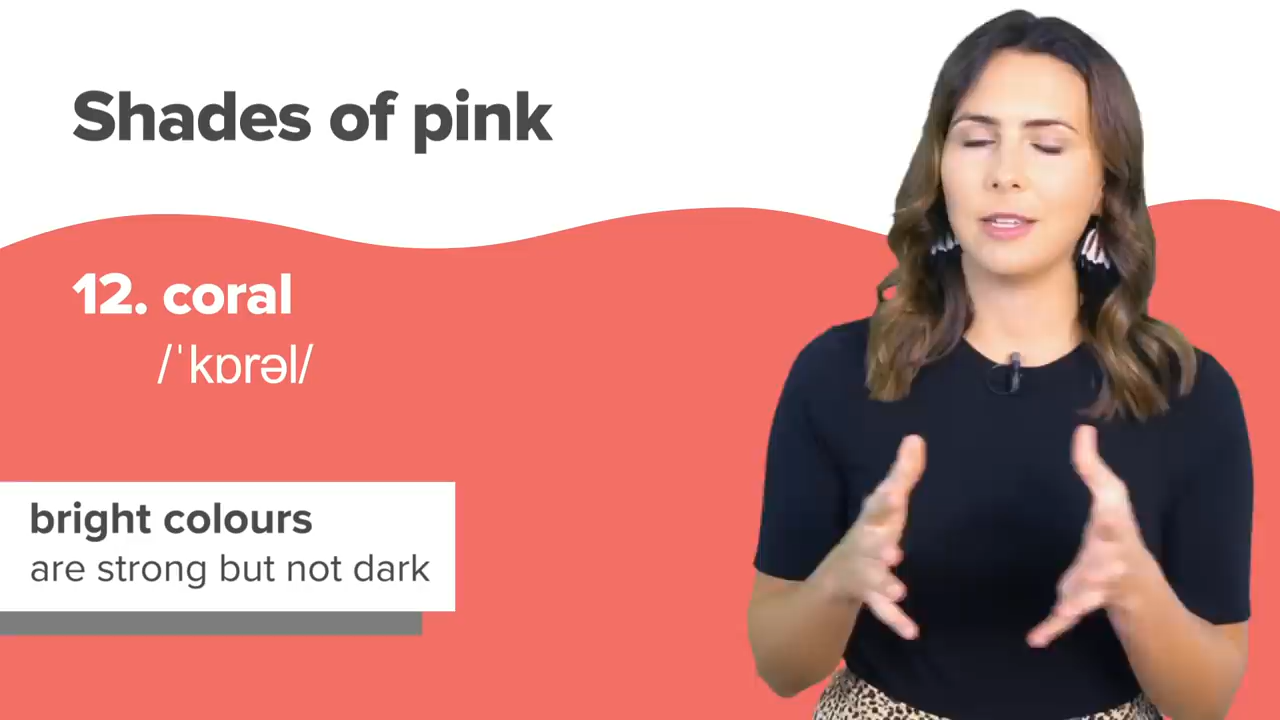 Shades of pink
12. coral
/ˈkɒrəl/
bright colours
are strong but not dark